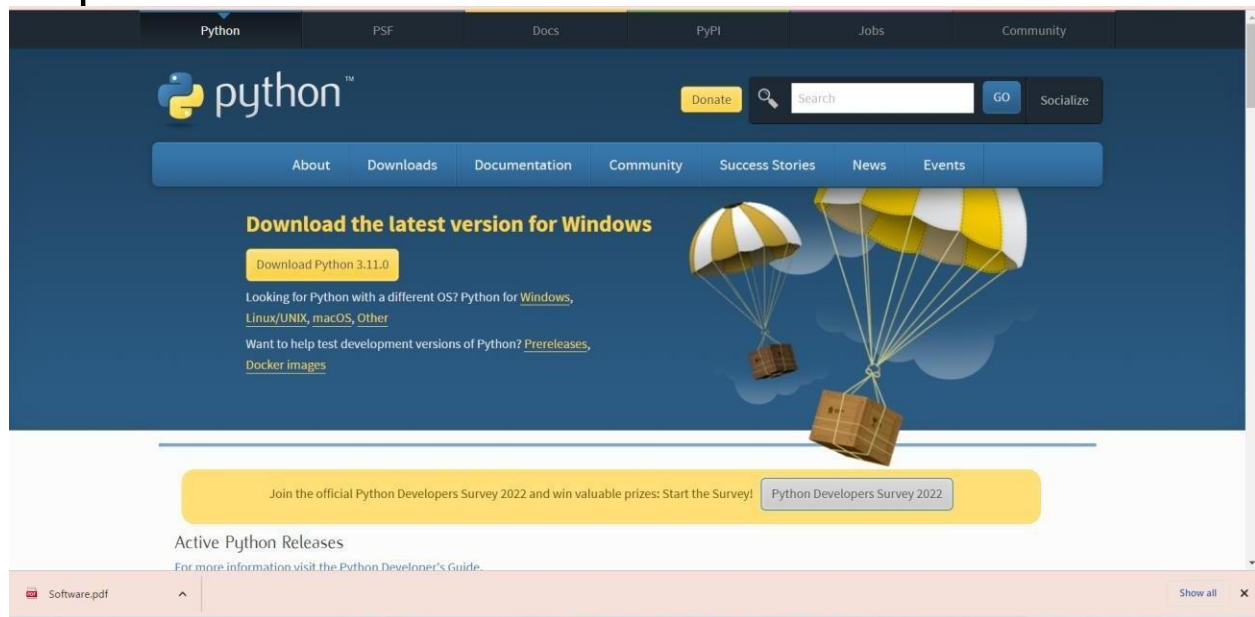 Python PSF Docs PyPI Jobs Community
python™
Donate Search GO Socialize
About Downloads Documentation Community Success Stories News Events
Download the latest version for Windows
Download Python 3.11.0
Looking for Python with a different OS? Python for Windows,
Linux/UNIX, macOS, Other
Want to help test development versions of Python? Prereleases,
Docker images
Join the official Python Developers Survey 2022 and win valuable prizes: Start the Survey! Python Developers Survey 2022
Active Python Releases
For more information visit the Python Developer's Guide.
Software.pdf Show all